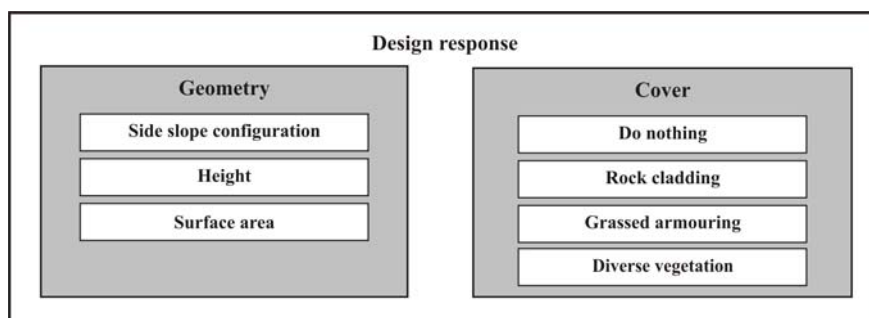 Design response
Geometry
Side slope configuration
Height
Surface area
Cover
Do nothing
Rock cladding
Grassed armouring
Diverse vegetation